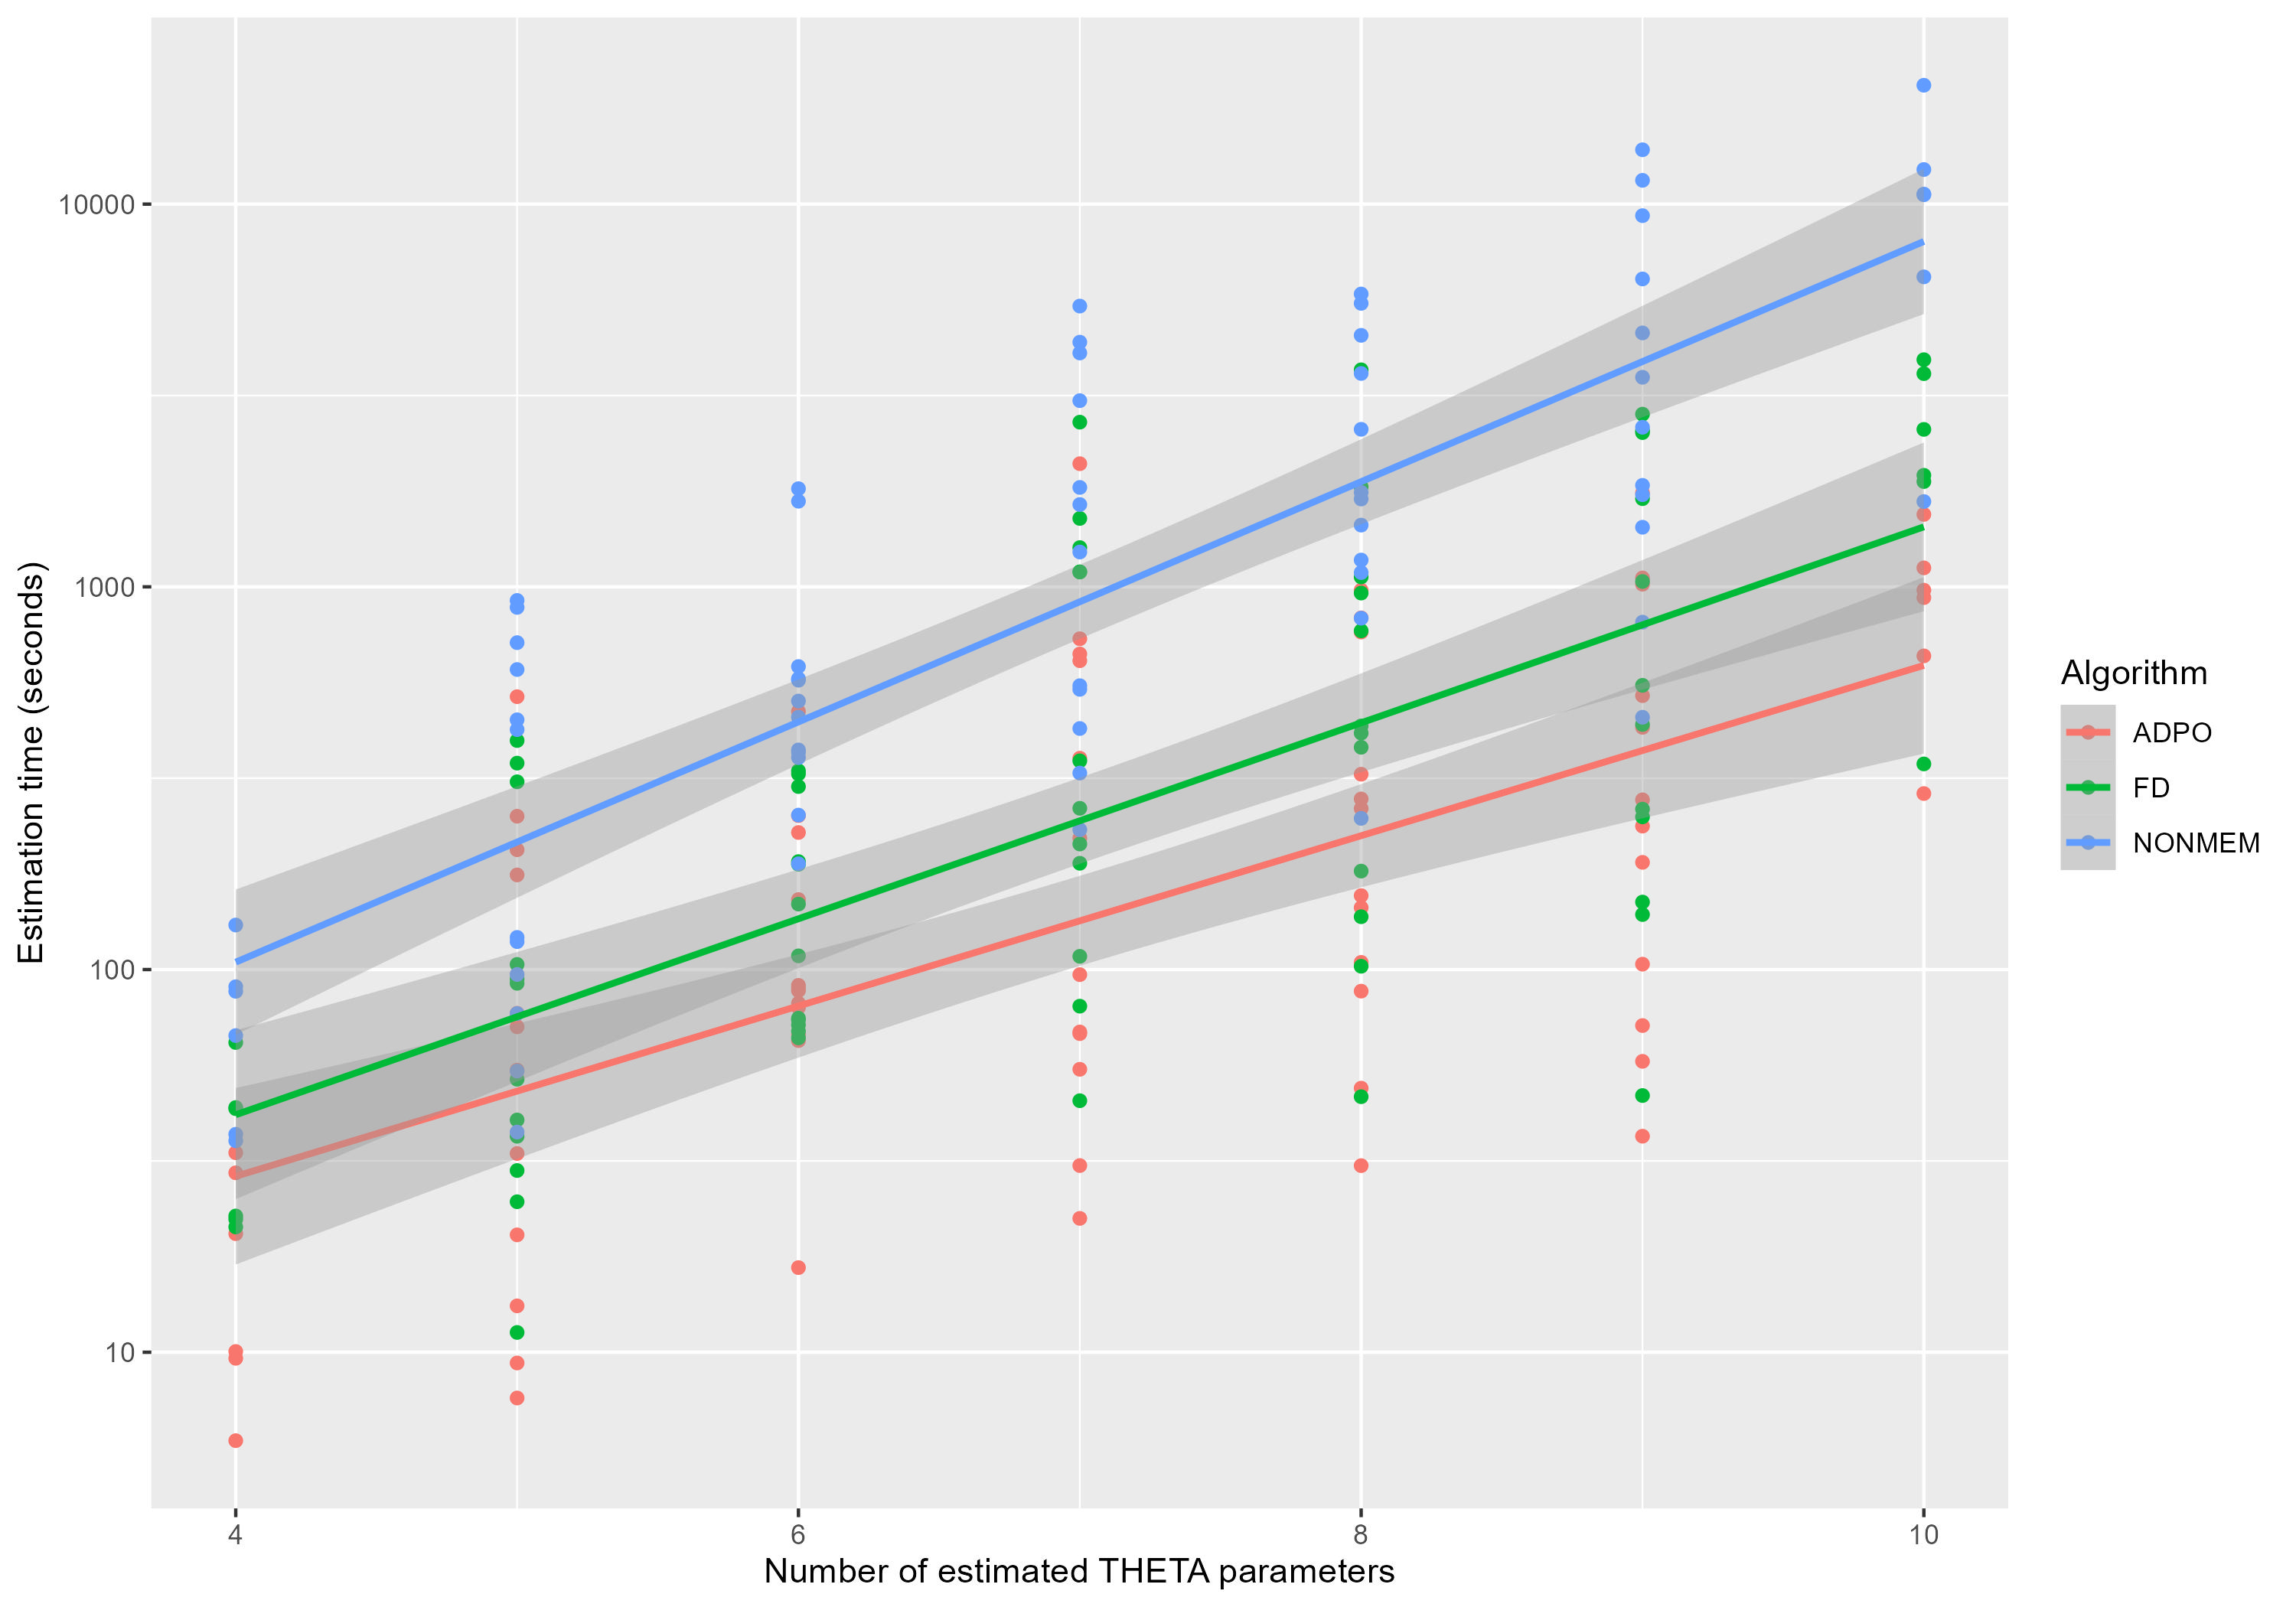 10000
1000
100
10
Estimation time (seconds)
4
6
8
10
Number of estimated THETA parameters
Algorithm
ADPO
FD
NONMEM